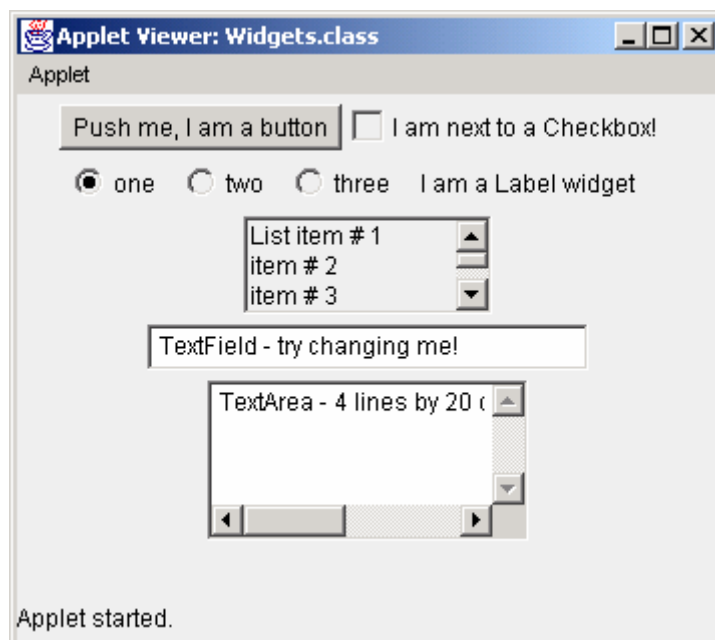 Applet Viewer: Widgets.class
Applet
Push me, I am a button I am next to a Checkbox!
one two three I am a Label widget
List item # 1
item # 2
item # 3
TextField - try changing me!
TextArea - 4 lines by 20
Applet started.